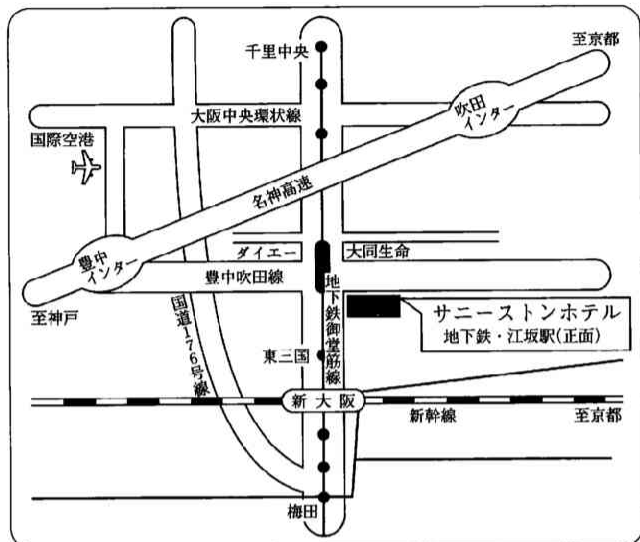 千里中央
至京都
吹田
インター
大阪中央環状線
国際空港
名神高速
ダイエー
大同生命
豊中
インター
豊中吹田線
至神戸
国道176号線
地下鉄御堂筋線
サニーストンホテル
地下鉄・江坂駅(正面)
東三国
新大阪
新幹線
至京都
梅田